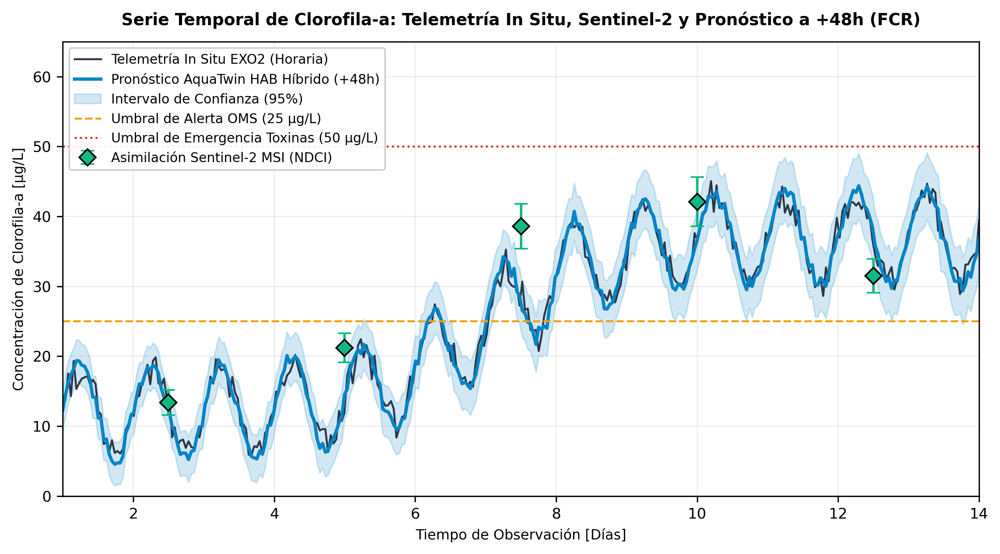 Serie Temporal de Clorofila-a: Telemetría In Situ, Sentinel-2 y Pronóstico a +48h (FCR)
Telemetría In Situ EXO2 (Horaria)
Pronóstico AquaTwin HAB Híbrido (+48h)
Intervalo de Confianza (95%)
Umbral de Alerta OMS (25 µg/L)
Umbral de Emergencia Toxinas (50 µg/L)
Asimilación Sentinel-2 MSI (NDCI)
Concentración de Clorofila-a [µg/L]
60
50
40
30
20
10
0
2 4 6 8 10 12 14
Tiempo de Observación [Días]